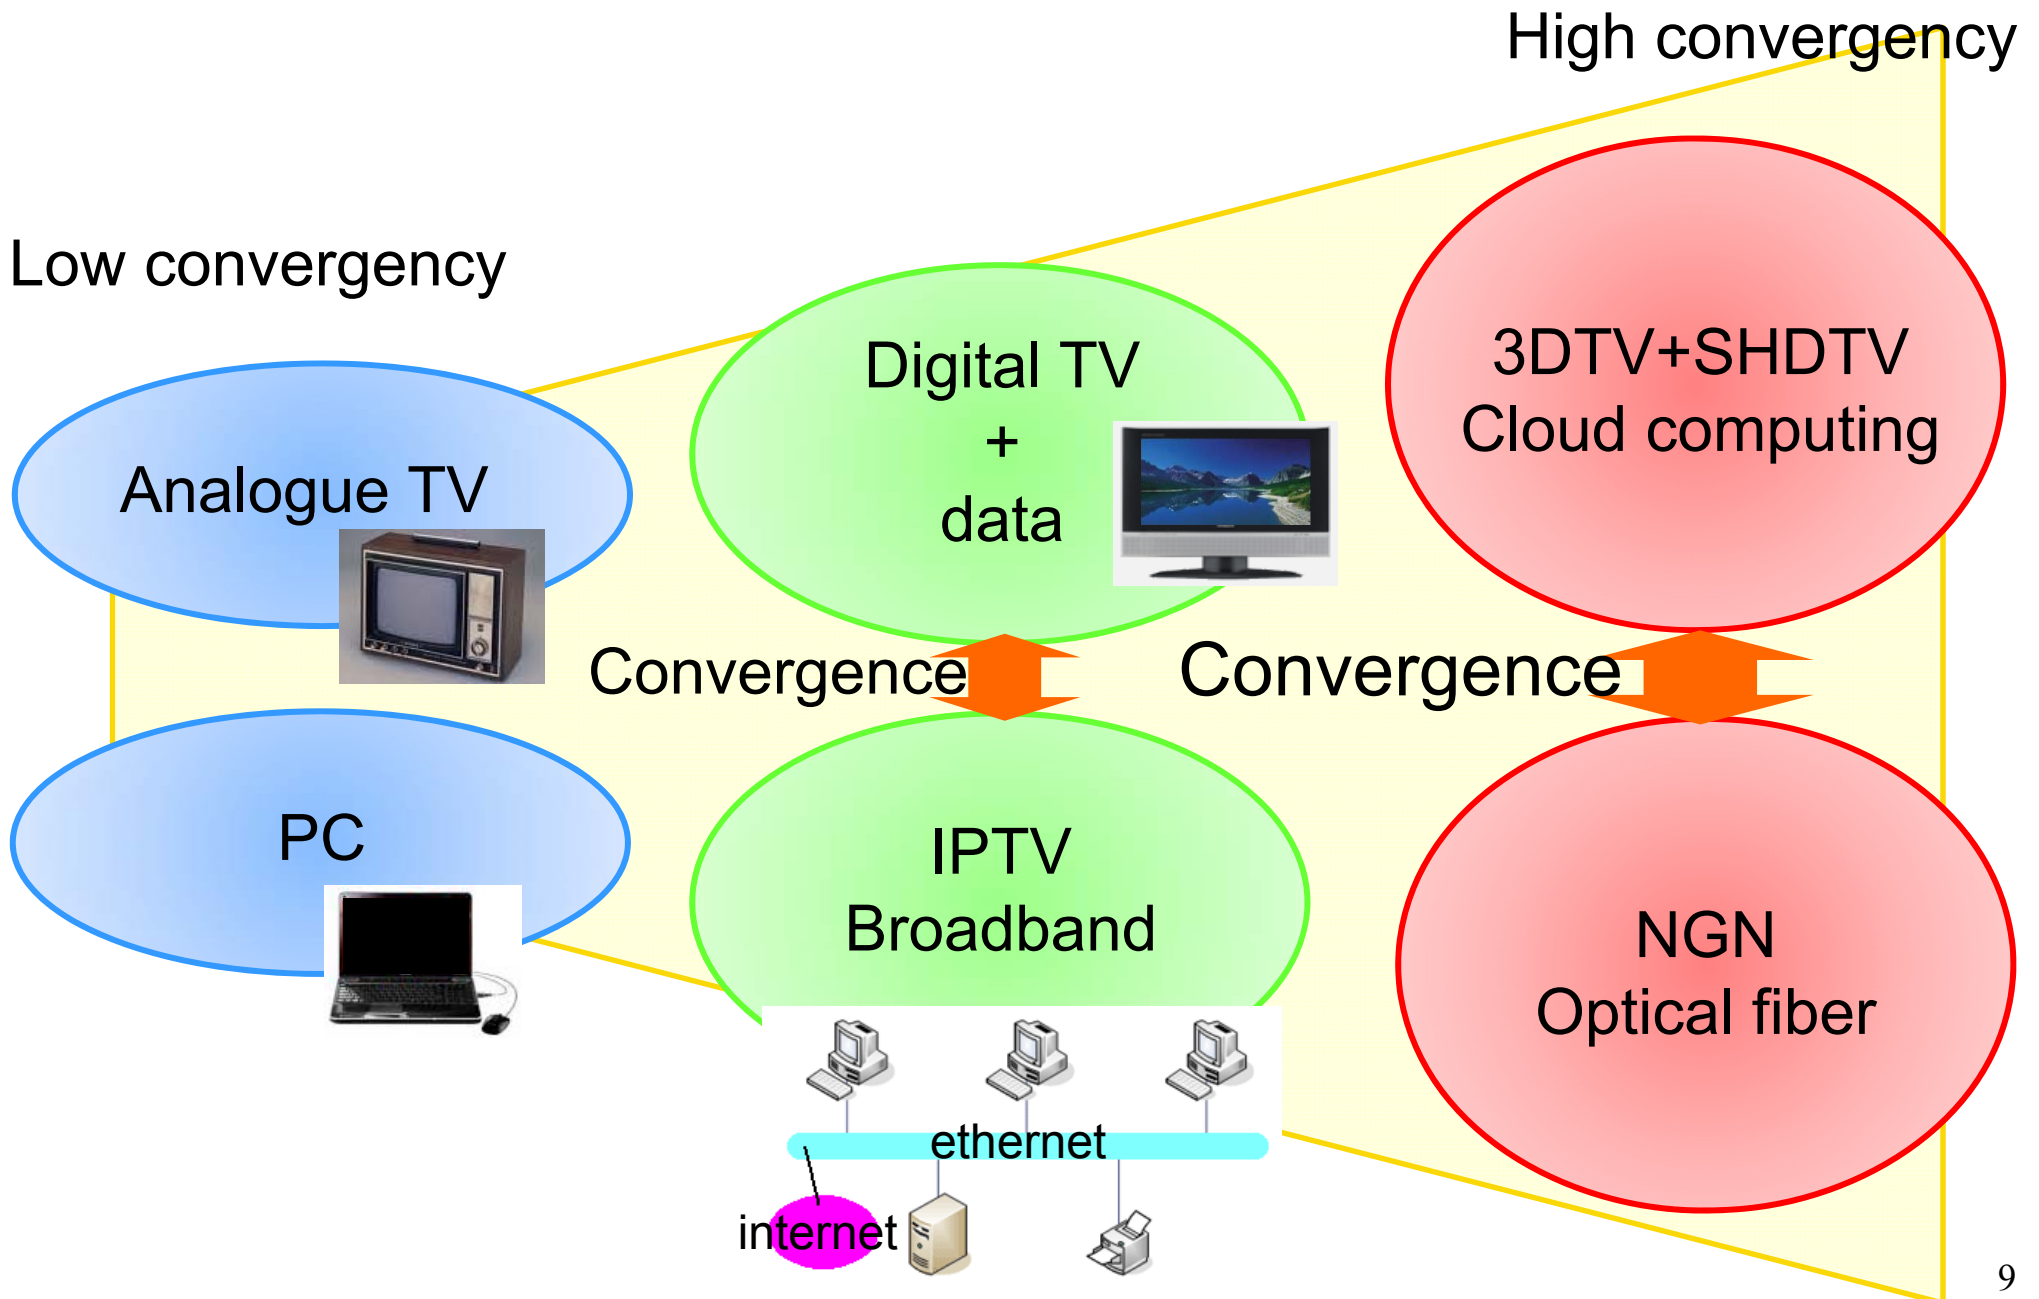 High convergency
Low convergency
Analogue TV
Digital TV
+
data
3DTV+SHDTV
Cloud computing
Convergence
Convergence
PC
IPTV
Broadband
NGN
Optical fiber
ethernet
internet
9